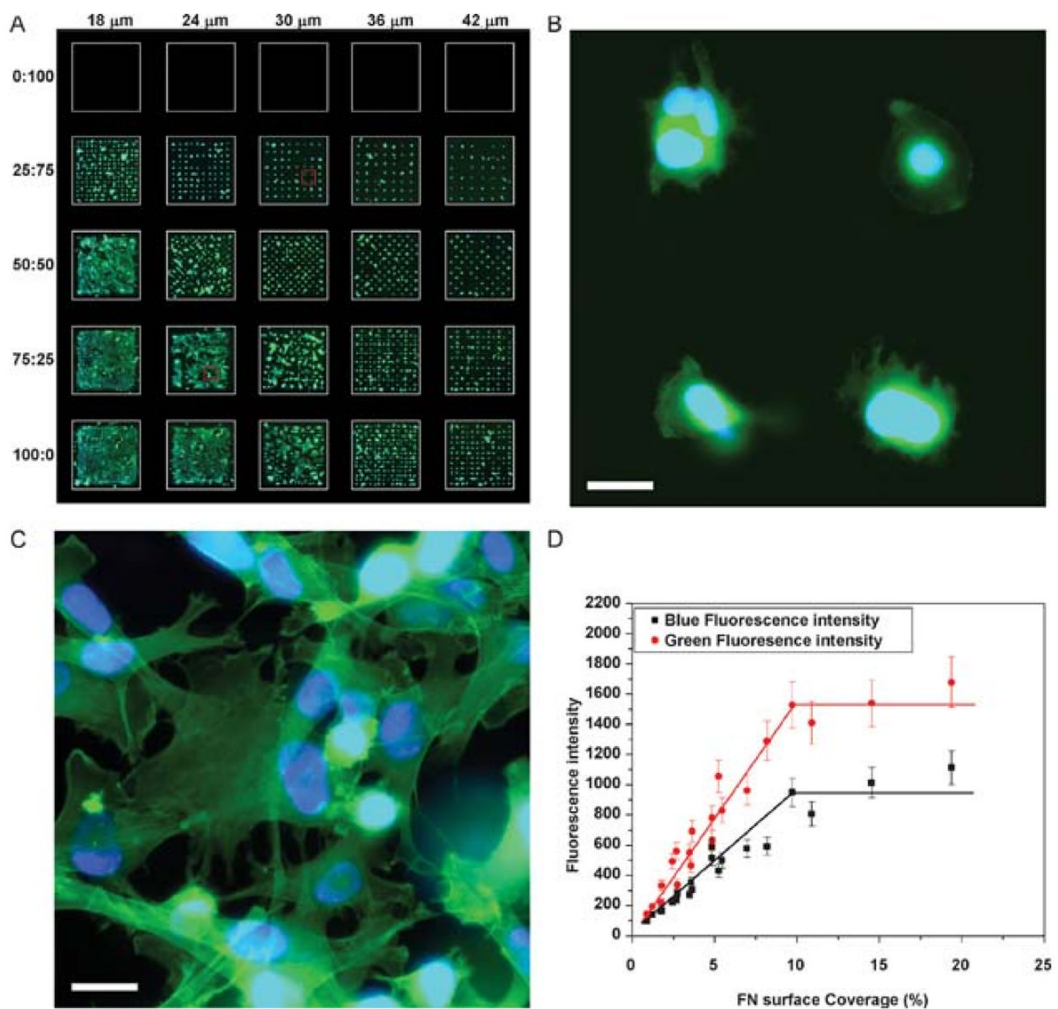 A
18 μm 24 μm 30 μm 36 μm 42 μm
0:100
25:75
50:50
75:25
100:0
B
C
D
2200
2000
1800
1600
1400
1200
1000
800
600
400
200
0
Fluorescence intensity
Blue Fluorescence intensity
Green Fluoresence intensity
0 5 10 15 20 25
FN surface Coverage (%)